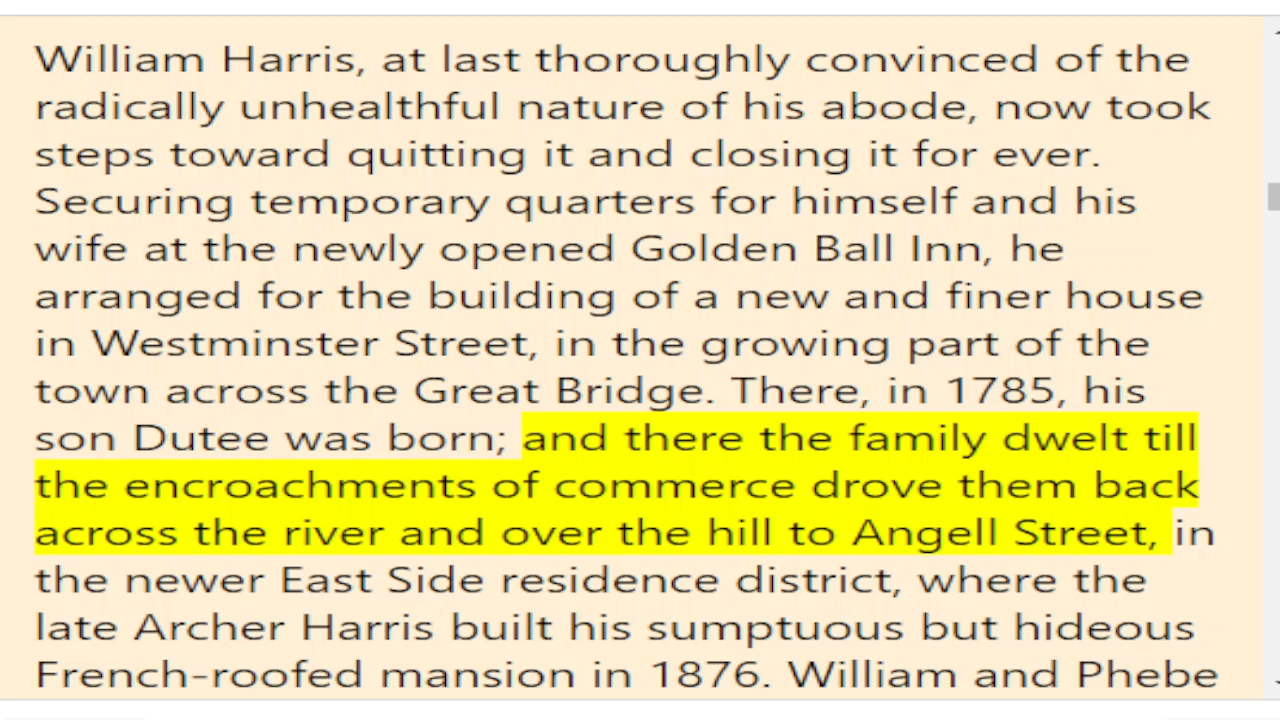 William Harris, at last thoroughly convinced of the
radically unhealthful nature of his abode, now took
steps toward quitting it and closing it for ever.
Securing temporary quarters for himself and his
wife at the newly opened Golden Ball Inn, he
arranged for the building of a new and finer house
in Westminster Street, in the growing part of the
town across the Great Bridge. There, in 1785, his
son Dutee was born; and there the family dwelt till
the encroachments of commerce drove them back
across the river and over the hill to Angell Street, in
the newer East Side residence district, where the
late Archer Harris built his sumptuous but hideous
French-roofed mansion in 1876. William and Phebe